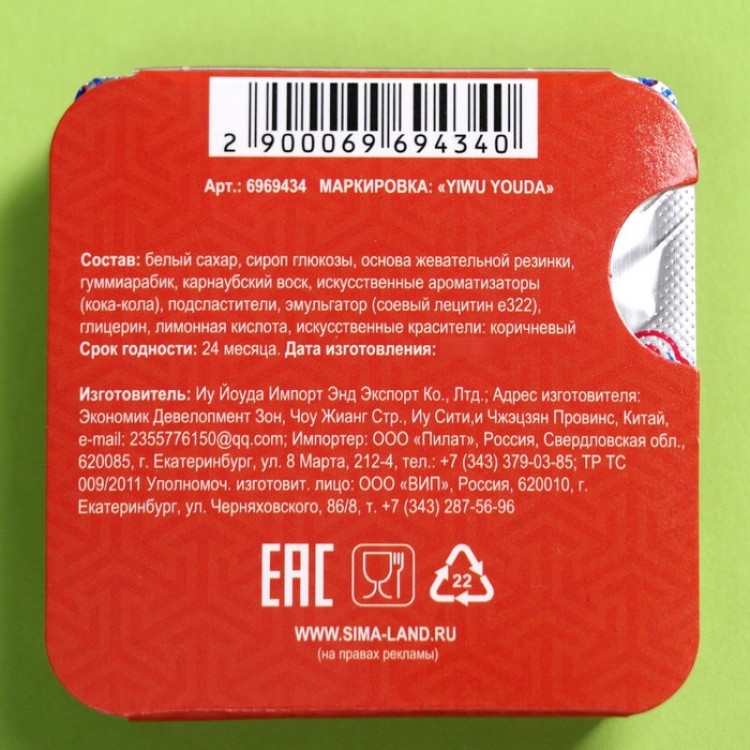 2 900069 694340
Арт.: 6969434 МАРКИРОВКА: «YIWU YOUDA»
Состав: белый сахар, сироп глюкозы, основа жевательной резинки,
гуммиарабик, карнаубский воск, искусственные ароматизаторы
(кока-кола), подсластители, эмульгатор (соевый лецитин е322),
глицерин, лимонная кислота, искусственные красители: коричневый
Срок годности: 24 месяца. Дата изготовления:
Изготовитель: Иу Йоуда Импорт Энд Экспорт Ко., Лтд.; Адрес изготовителя:
Экономик Девелопмент Зон, Чоу Жианг Стр., Иу Сити,и Чжэцзян Провинс, Китай,
e-mail: 2355776150@qq.com; Импортер: ООО «Пилат», Россия, Свердловская обл.,
620085, г. Екатеринбург, ул. 8 Марта, 212-4, тел.: +7 (343) 379-03-85; ТР ТС
009/2011 Уполномоч. изготовит. лицо: ООО «ВИП», Россия, 620010, г.
Екатеринбург, ул. Черняховского, 86/8, т. +7 (343) 287-56-96
EAC 22
WWW.SIMA-LAND.RU
(на правах рекламы)